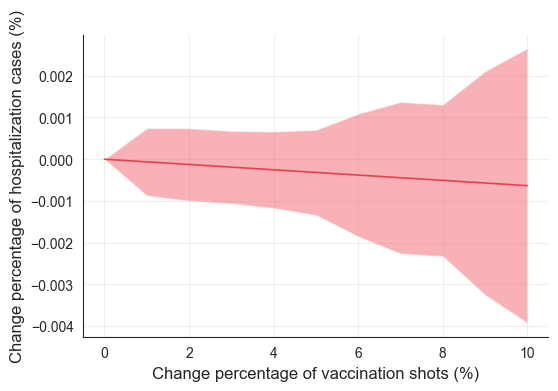 Change percentage of hospitalization cases (%)
0.002
0.001
0.000
−0.001
−0.002
−0.003
−0.004
0 2 4 6 8 10
Change percentage of vaccination shots (%)